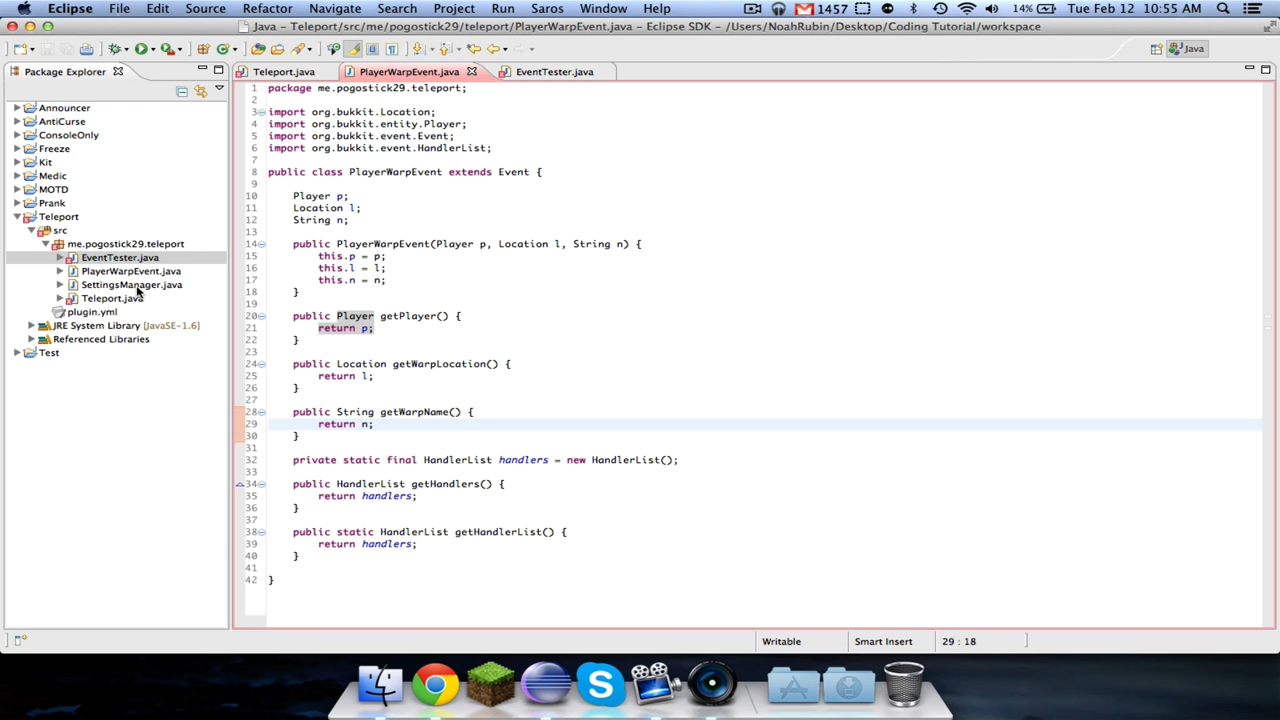 Eclipse File Edit Source Refactor Navigate Search Project Run Saros Window Help 1457 14% Tue Feb 12 10:55 AM
Java – Teleport/src/me/pogostick29/teleport/PlayerWarpEvent.java – Eclipse SDK – /Users/NoahRubin/Desktop/Coding Tutorial/workspace
Java
Package Explorer
Announcer
AntiCurse
ConsoleOnly
Freeze
Kit
Medic
MOTD
Prank
Teleport
src
me.pogostick29.teleport
EventTester.java
PlayerWarpEvent.java
SettingsManager.java
Teleport.java
plugin.yml
JRE System Library [JavaSE-1.6]
Referenced Libraries
Test
Teleport.java PlayerWarpEvent.java EventTester.java
1 package me.pogostick29.teleport;
2
3 import org.bukkit.Location;
4 import org.bukkit.entity.Player;
5 import org.bukkit.event.Event;
6 import org.bukkit.event.HandlerList;
7
8 public class PlayerWarpEvent extends Event {
9
10 Player p;
11 Location l;
12 String n;
13
14 public PlayerWarpEvent(Player p, Location l, String n) {
15 this.p = p;
16 this.l = l;
17 this.n = n;
18 }
19
20 public Player getPlayer() {
21 return p;
22 }
23
24 public Location getWarpLocation() {
25 return l;
26 }
27
28 public String getWarpName() {
29 return n;
30 }
31
32 private static final HandlerList handlers = new HandlerList();
33
34 public HandlerList getHandlers() {
35 return handlers;
36 }
37
38 public static HandlerList getHandlerList() {
39 return handlers;
40 }
41
42 }
Writable Smart Insert 29 : 18